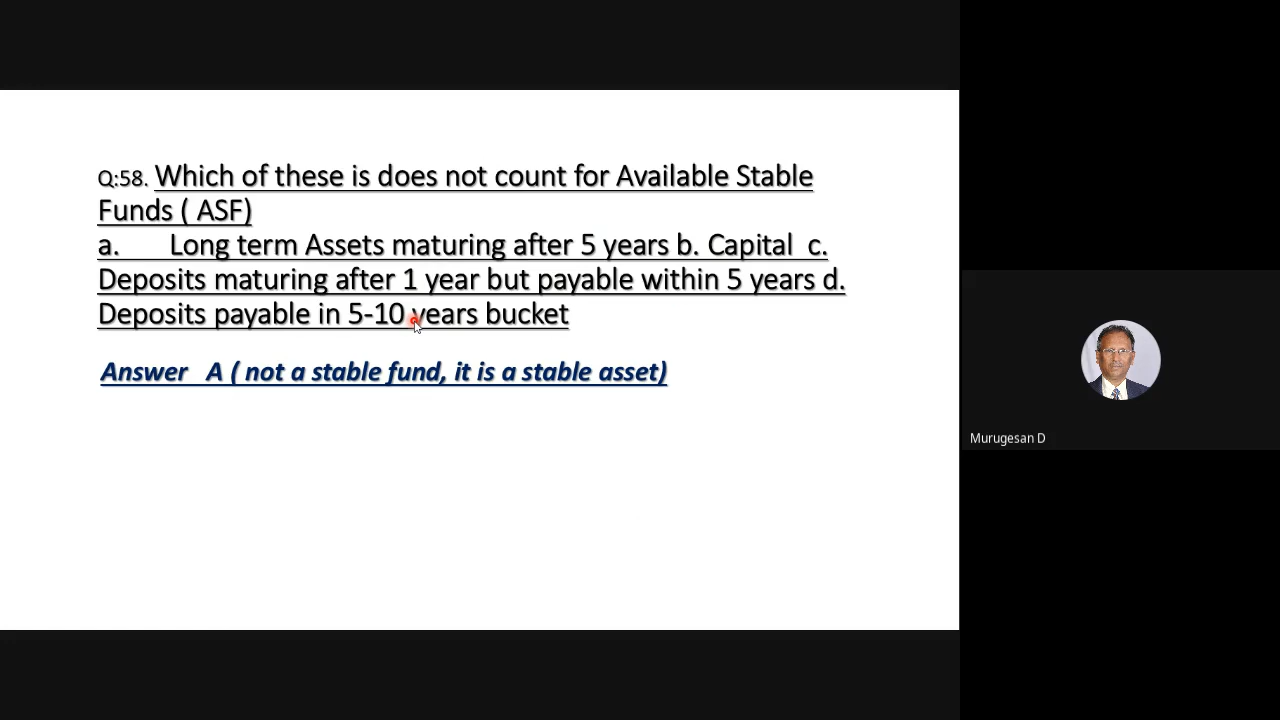 Q:58. Which of these is does not count for Available Stable
Funds ( ASF)
a. Long term Assets maturing after 5 years b. Capital c.
Deposits maturing after 1 year but payable within 5 years d.
Deposits payable in 5-10 years bucket
Answer A ( not a stable fund, it is a stable asset)
Murugesan D